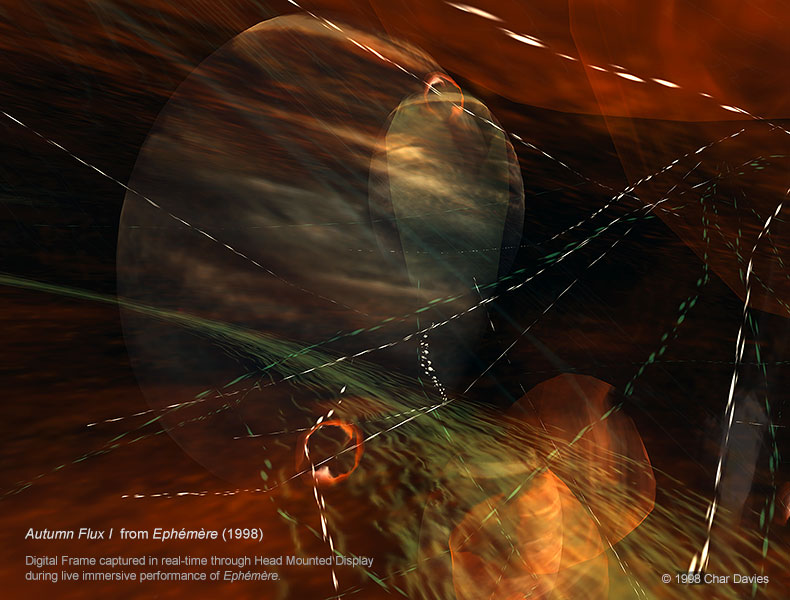 Autumn Flux I from Ephémère (1998)
Digital Frame captured in real-time through Head Mounted Display
during live immersive performance of Ephémère.
© 1998 Char Davies